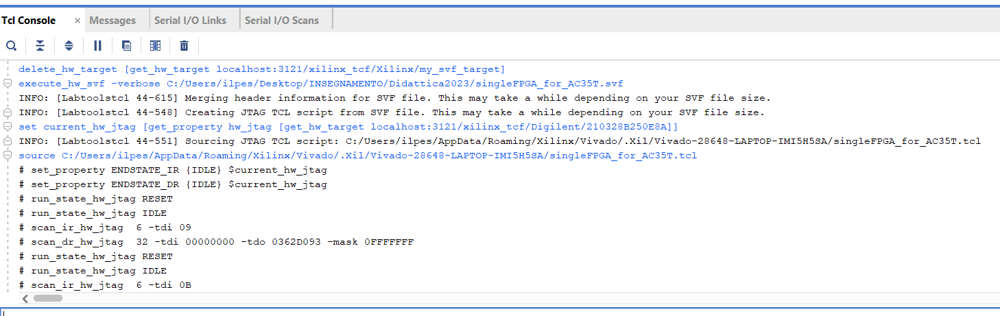 Tcl Console × Messages Serial I/O Links Serial I/O Scans
delete_hw_target [get_hw_target localhost:3121/xilinx_tcf/Xilinx/my_svf_target]
execute_hw_svf -verbose C:/Users/ilpes/Desktop/INSEGNAMENTO/Didattica2023/singleFPGA_for_AC35T.svf
INFO: [Labtoolstcl 44-615] Merging header information for SVF file. This may take a while depending on your SVF file size.
INFO: [Labtoolstcl 44-548] Creating JTAG TCL script from SVF file. This may take a while depending on your SVF file size.
set current_hw_jtag [get_property hw_jtag [get_hw_target localhost:3121/xilinx_tcf/Digilent/210328B250E8A]]
INFO: [Labtoolstcl 44-551] Sourcing JTAG TCL script: C:/Users/ilpes/AppData/Roaming/Xilinx/Vivado/.Xil/Vivado-28648-LAPTOP-IMI5H5SA/singleFPGA_for_AC35T.tcl
source C:/Users/ilpes/AppData/Roaming/Xilinx/Vivado/.Xil/Vivado-28648-LAPTOP-IMI5H5SA/singleFPGA_for_AC35T.tcl
# set_property ENDSTATE_IR {IDLE} $current_hw_jtag
# set_property ENDSTATE_DR {IDLE} $current_hw_jtag
# run_state_hw_jtag RESET
# run_state_hw_jtag IDLE
# scan_ir_hw_jtag  6 -tdi 09
# scan_dr_hw_jtag  32 -tdi 00000000 -tdo 0362D093 -mask 0FFFFFFF
# run_state_hw_jtag RESET
# run_state_hw_jtag IDLE
# scan_ir_hw_jtag  6 -tdi 0B